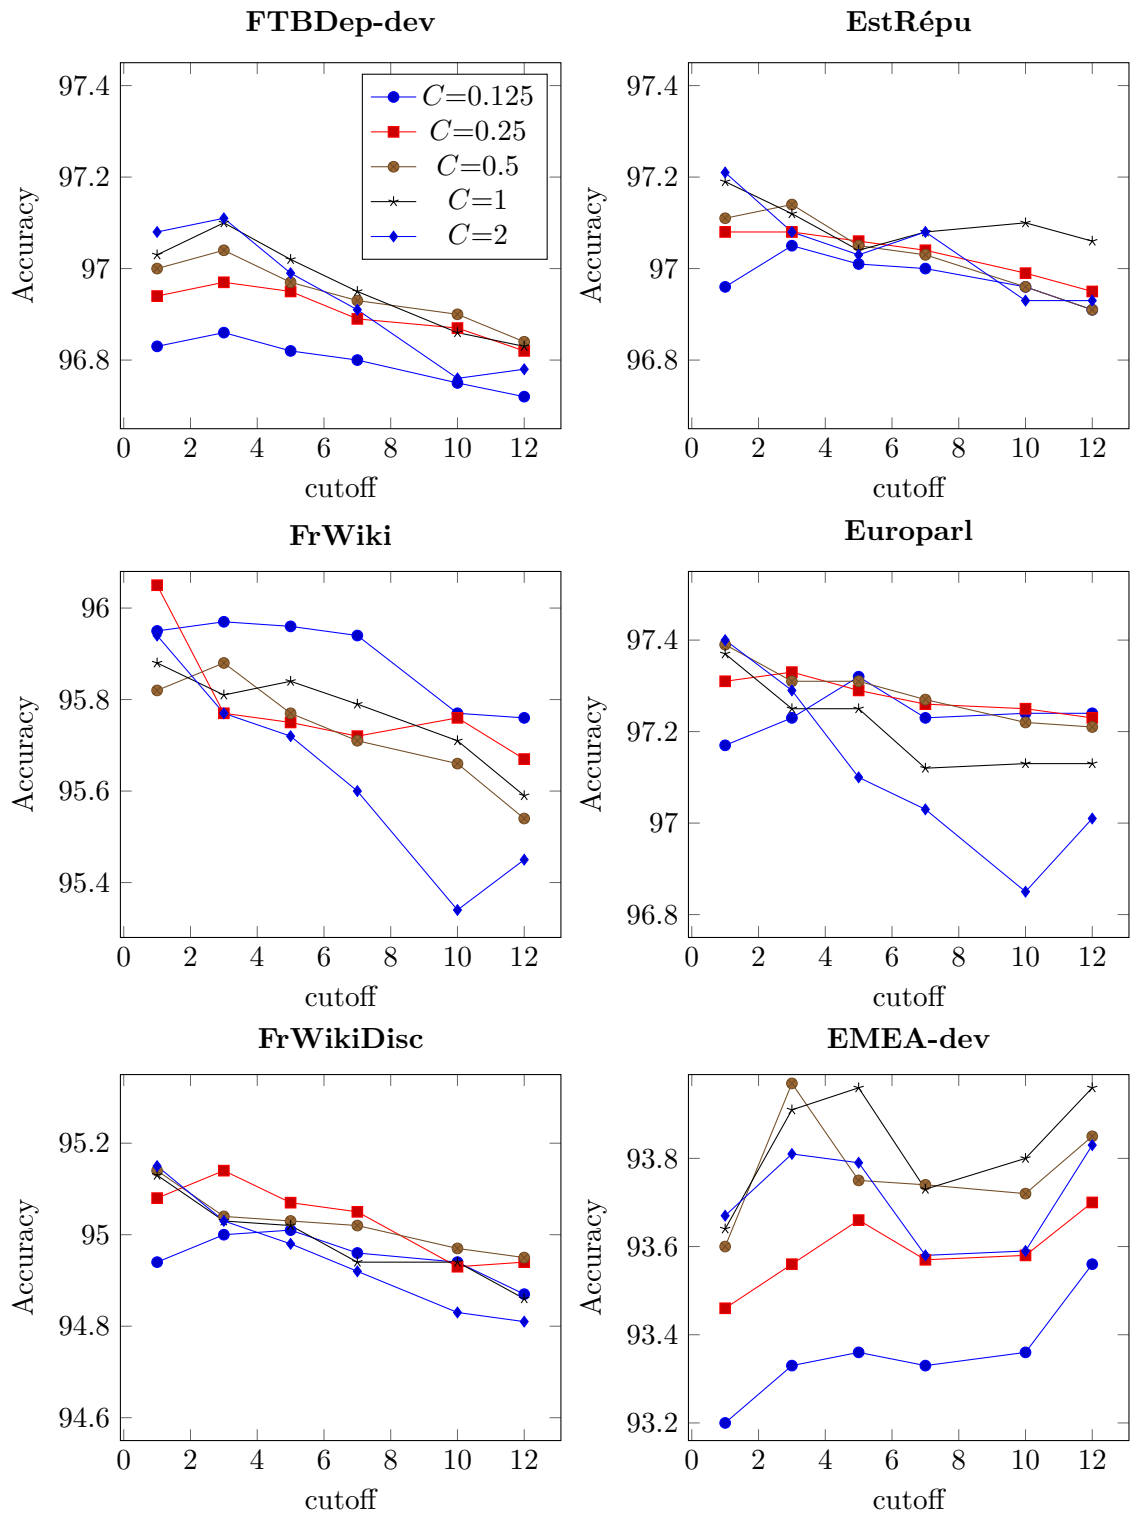 FTBDep-dev
97.4
97.2
97
96.8
Accuracy
0 2 4 6 8 10 12
cutoff
C=0.125
C=0.25
C=0.5
C=1
C=2
EstRépu
97.4
97.2
97
96.8
Accuracy
0 2 4 6 8 10 12
cutoff
FrWiki
96
95.8
95.6
95.4
Accuracy
0 2 4 6 8 10 12
cutoff
Europarl
97.4
97.2
97
96.8
Accuracy
0 2 4 6 8 10 12
cutoff
FrWikiDisc
95.2
95
94.8
94.6
Accuracy
0 2 4 6 8 10 12
cutoff
EMEA-dev
93.8
93.6
93.4
93.2
Accuracy
0 2 4 6 8 10 12
cutoff